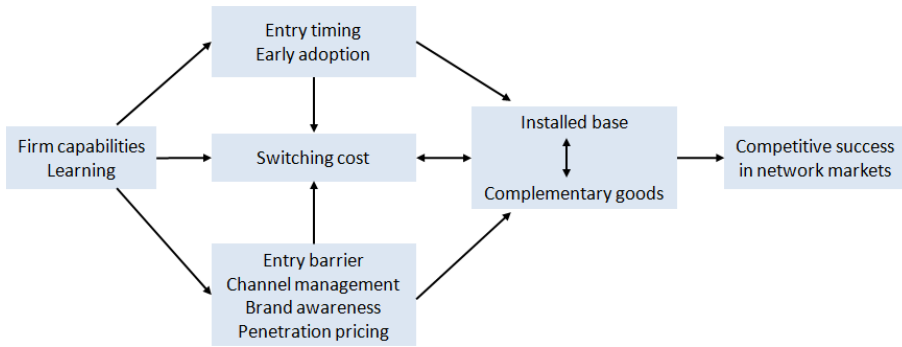 Entry timing
Early adoption
Firm capabilities
Learning
Switching cost
Installed base
Complementary goods
Competitive success
in network markets
Entry barrier
Channel management
Brand awareness
Penetration pricing